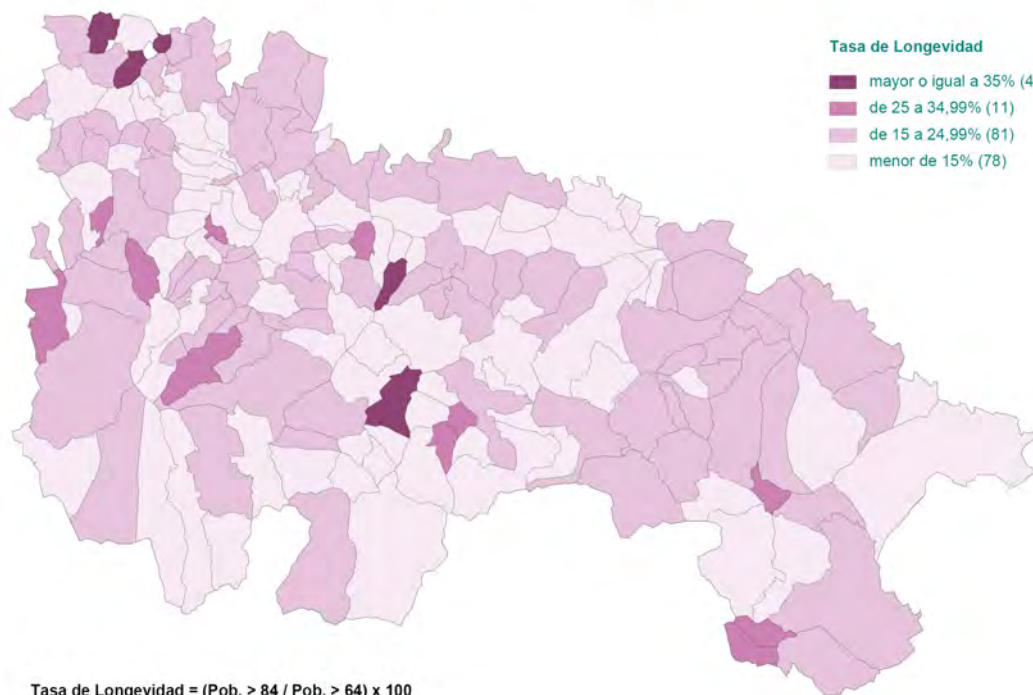 Tasa de Longevidad
mayor o igual a 35% (4
de 25 a 34,99% (11)
de 15 a 24,99% (81)
menor de 15% (78)
Tasa de Longevidad = (Pob. > 84 / Pob. > 64) x 100